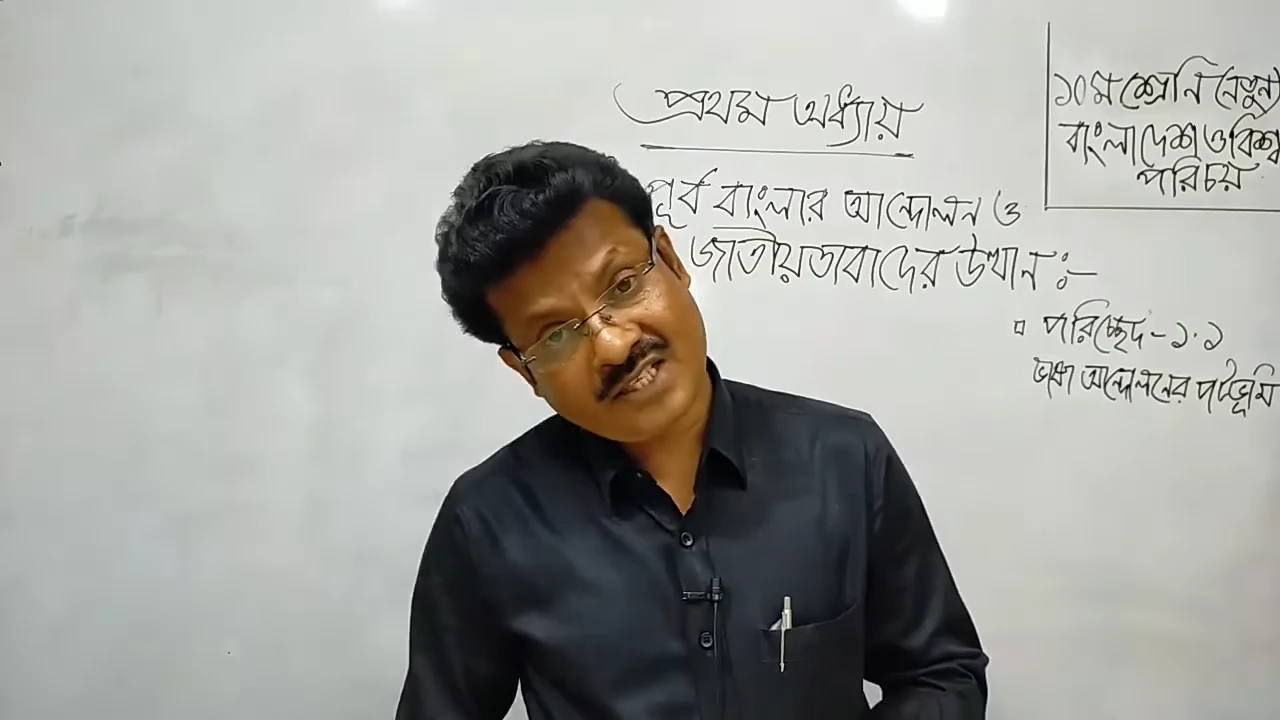 প্রথম অধ্যায়
পূর্ব বাংলার আন্দোলন ও
জাতীয়তাবাদের উত্থান :-
পরিচ্ছেদ - ১.১
ভাষা আন্দোলনের পটভূমি
১০ম শ্রেনি (নতুন)
বাংলাদেশ ও বিশ্ব
পরিচয়